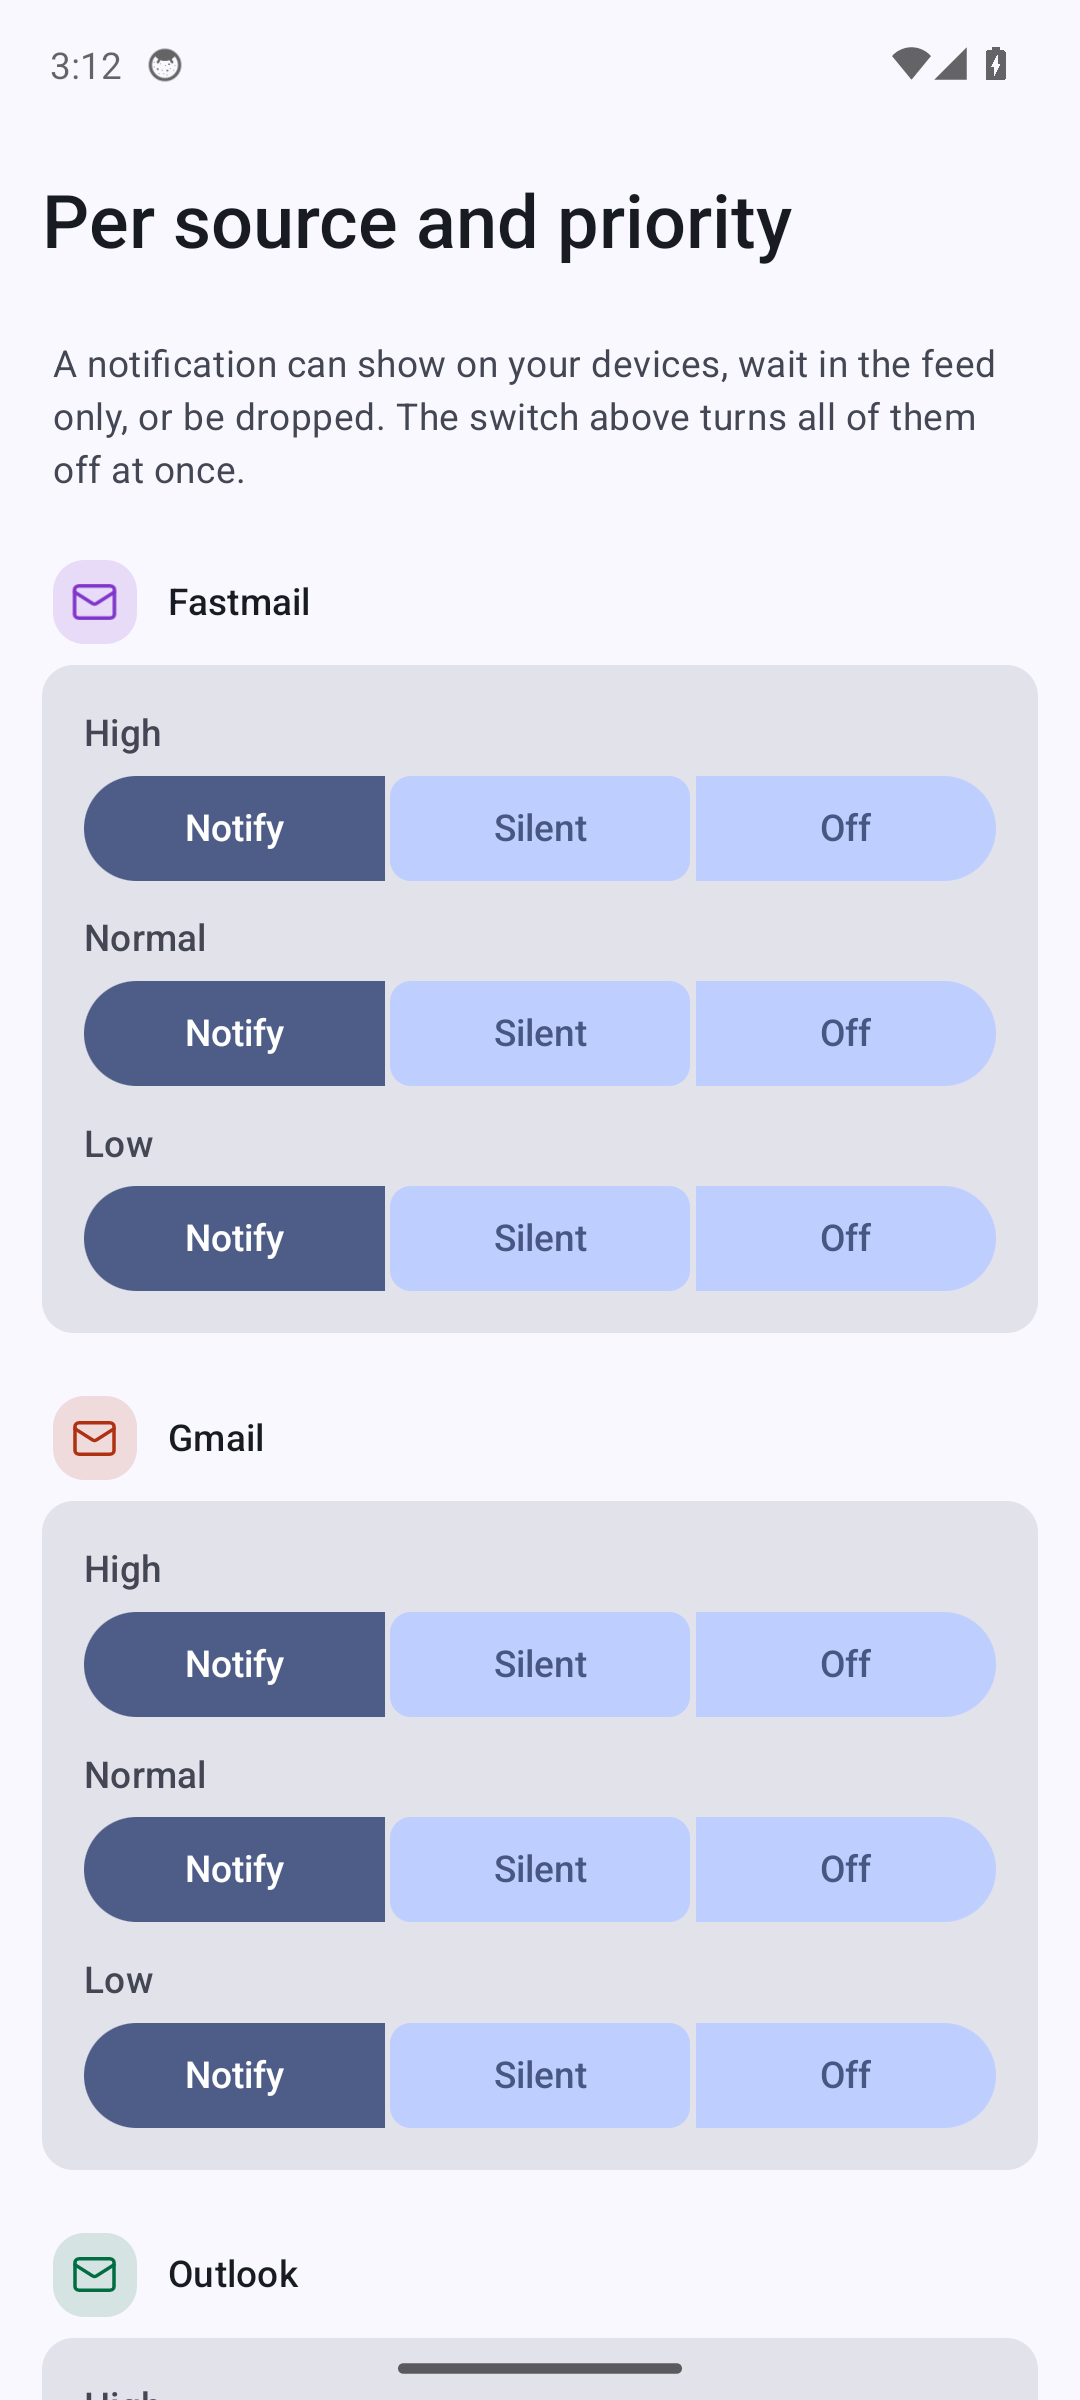 3:12
Per source and priority
A notification can show on your devices, wait in the feed
only, or be dropped. The switch above turns all of them
off at once.
Fastmail
High
Notify Silent Off
Normal
Notify Silent Off
Low
Notify Silent Off
Gmail
High
Notify Silent Off
Normal
Notify Silent Off
Low
Notify Silent Off
Outlook
High